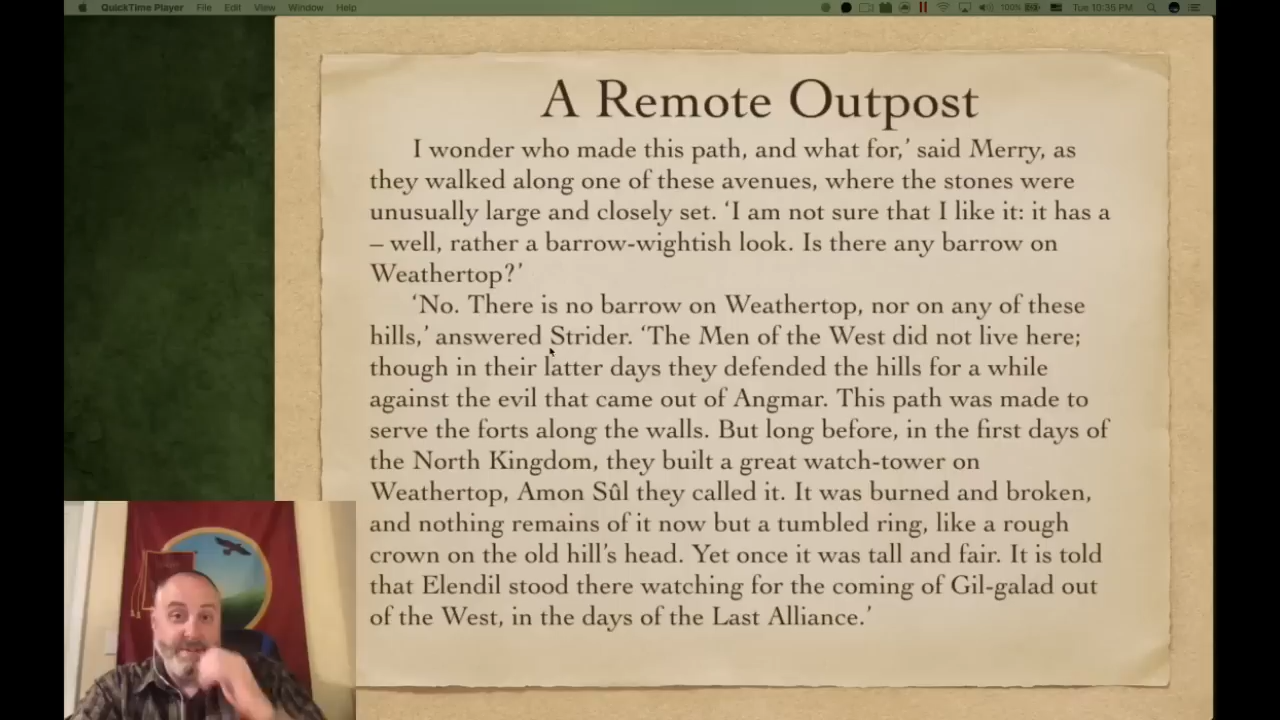 QuickTime Player File Edit View Window Help 100% Tue 10:35 PM
A Remote Outpost
I wonder who made this path, and what for,’ said Merry, as
they walked along one of these avenues, where the stones were
unusually large and closely set. ‘I am not sure that I like it: it has a
– well, rather a barrow-wightish look. Is there any barrow on
Weathertop?’
‘No. There is no barrow on Weathertop, nor on any of these
hills,’ answered Strider. ‘The Men of the West did not live here;
though in their latter days they defended the hills for a while
against the evil that came out of Angmar. This path was made to
serve the forts along the walls. But long before, in the first days of
the North Kingdom, they built a great watch-tower on
Weathertop, Amon Sûl they called it. It was burned and broken,
and nothing remains of it now but a tumbled ring, like a rough
crown on the old hill’s head. Yet once it was tall and fair. It is told
that Elendil stood there watching for the coming of Gil-galad out
of the West, in the days of the Last Alliance.’